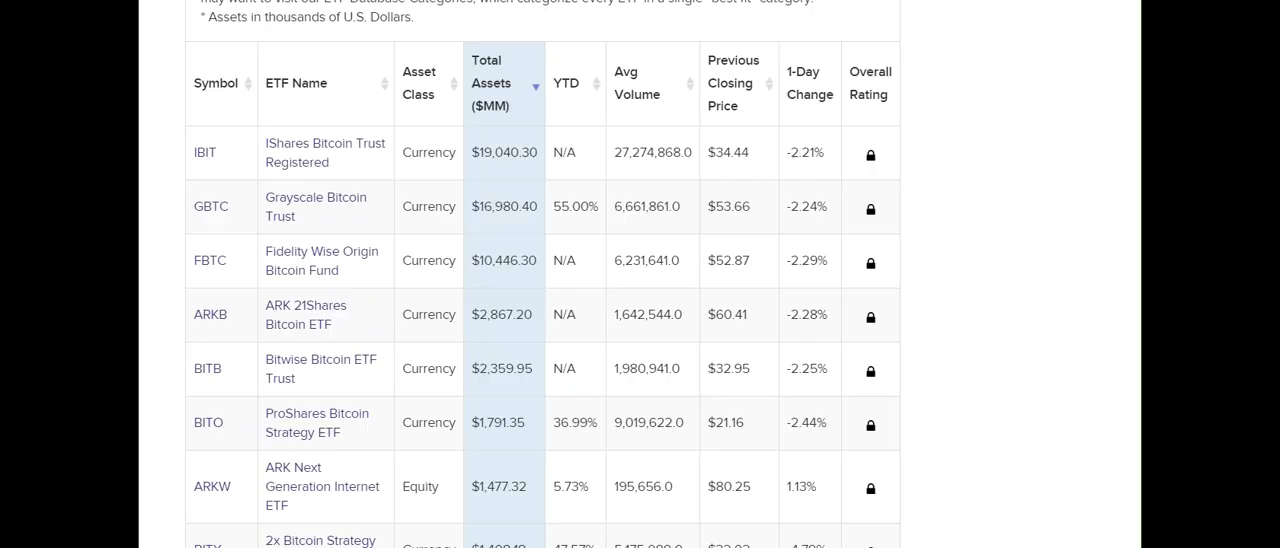 * Assets in thousands of U.S. Dollars.
Symbol ETF Name Asset Class Total Assets ($MM) YTD Avg Volume Previous Closing Price 1-Day Change Overall Rating
IBIT IShares Bitcoin Trust Registered Currency $19,040.30 N/A 27,274,868.0 $34.44 -2.21%
GBTC Grayscale Bitcoin Trust Currency $16,980.40 55.00% 6,661,861.0 $53.66 -2.24%
FBTC Fidelity Wise Origin Bitcoin Fund Currency $10,446.30 N/A 6,231,641.0 $52.87 -2.29%
ARKB ARK 21Shares Bitcoin ETF Currency $2,867.20 N/A 1,642,544.0 $60.41 -2.28%
BITB Bitwise Bitcoin ETF Trust Currency $2,359.95 N/A 1,980,941.0 $32.95 -2.25%
BITO ProShares Bitcoin Strategy ETF Currency $1,791.35 36.99% 9,019,622.0 $21.16 -2.44%
ARKW ARK Next Generation Internet ETF Equity $1,477.32 5.73% 195,656.0 $80.25 1.13%
2x Bitcoin Strategy